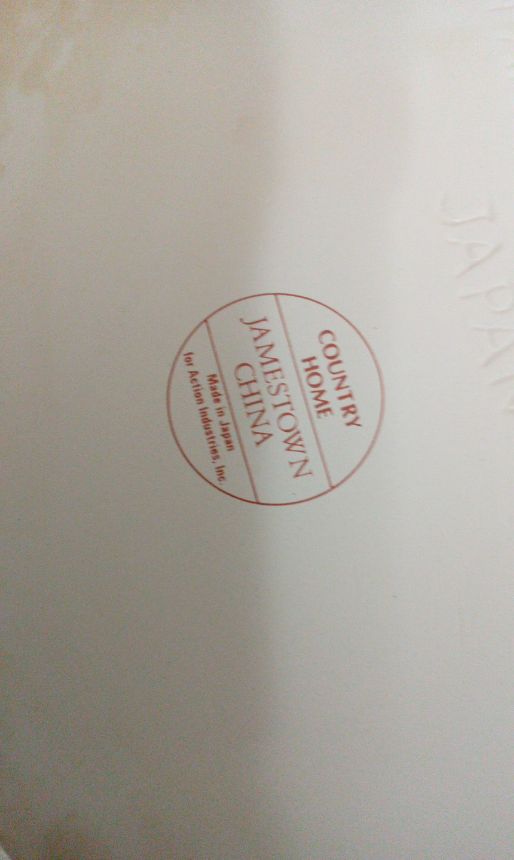 COUNTRY
HOME
JAMESTOWN
CHINA
Made in Japan
for Action Industries, Inc.
JAPAN